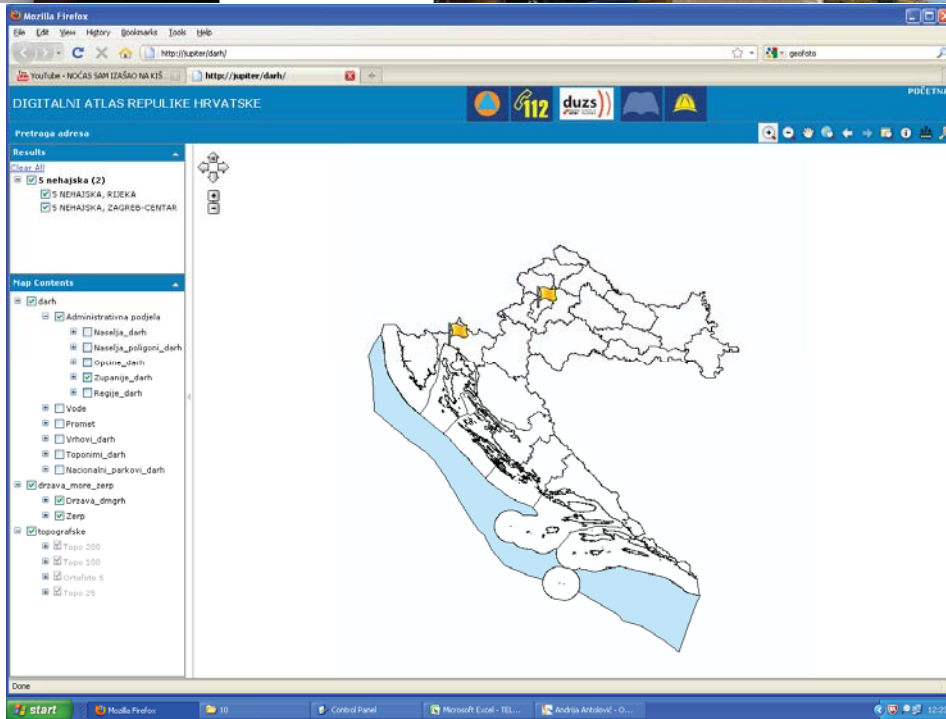 Mozilla Firefox
File Edit View History Bookmarks Tools Help
http://jupiter/darh/
geofoto
YouTube - NOĆAS SAM IZAŠAO NA KIŠ...
http://jupiter/darh/
DIGITALNI ATLAS REPULIKE HRVATSKE
112
duzs))
POČETNA
Pretraga adresa
Results
Clear All
5 nehajska (2)
5 NEHAJSKA, RIJEKA
5 NEHAJSKA, ZAGREB-CENTAR
Map Contents
darh
Administrativna podjela
Naselja_darh
Naselja_poligoni_darh
Opcine_darh
Zupanije_darh
Regije_darh
Vode
Promet
Vrhovi_darh
Toponimi_darh
Nacionalni_parkovi_darh
drzava_more_zerp
Drzava_dmgrh
Zerp
topografske
Topo 200
Topo 100
Ortofoto 5
Topo 25
Done
start
Mozilla Firefox
10
Control Panel
Microsoft Excel - TEL...
Andrija Antolović - O...